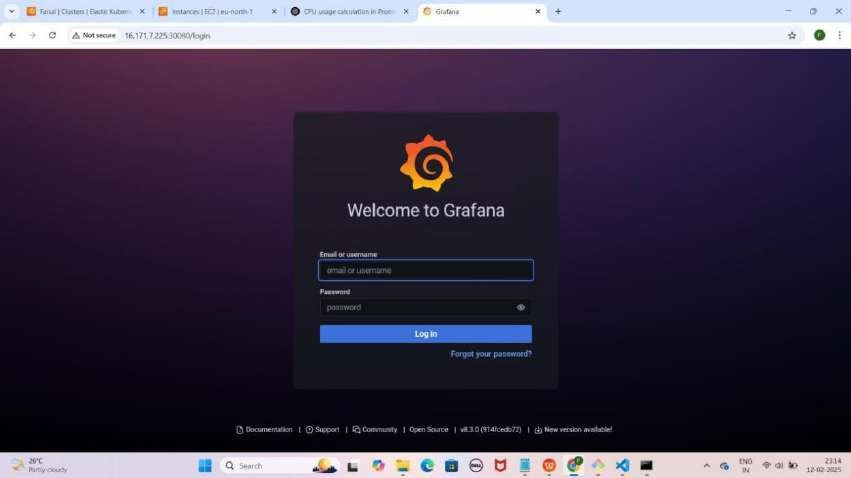 Faisal | Clusters | Elastic Kubern
Instances | EC2 | eu-north-1
CPU usage calculation in Prom
Grafana
Not secure
16.171.7.225:30080/login
Welcome to Grafana
Email or username
email or username
Password
password
Log in
Forgot your password?
Documentation | Support | Community | Open Source | v8.3.0 (914fcedb72) | New version available!
26°C
Partly cloudy
Search
DELL
ENG
IN
23:14
12-02-2025